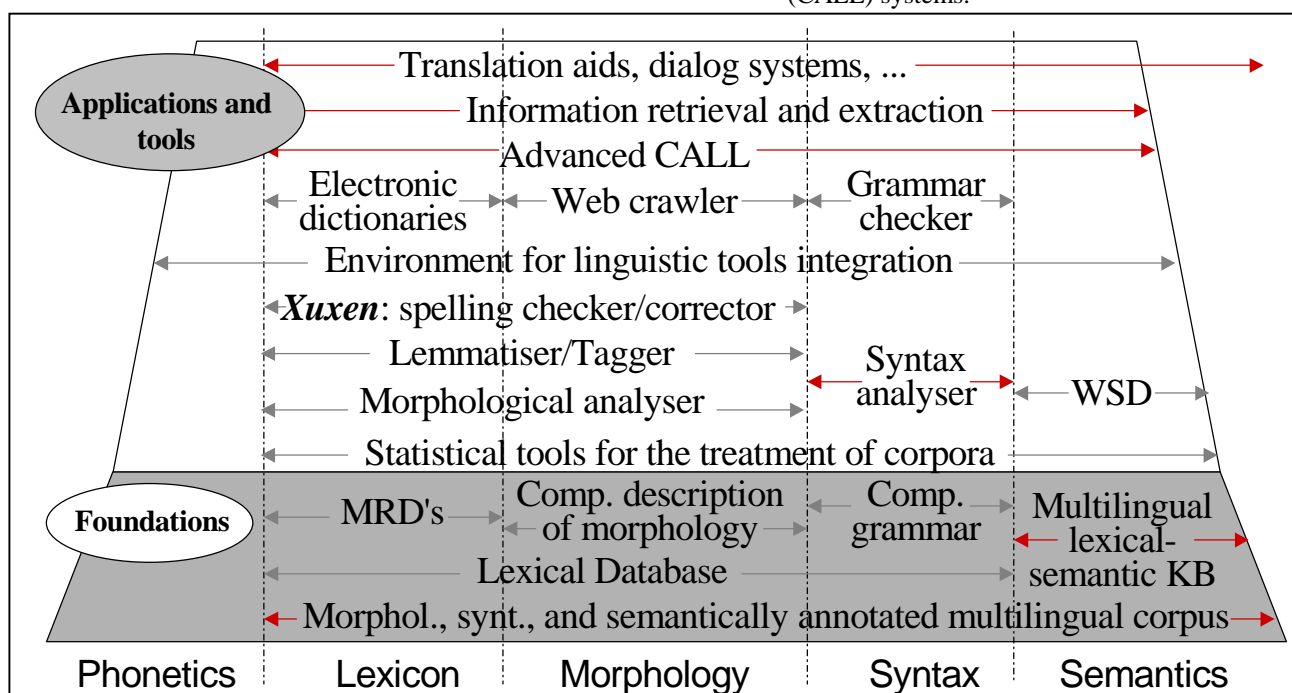 (CALL) systems.
Translation aids, dialog systems, ...
Applications and
tools
Information retrieval and extraction
Advanced CALL
Electronic
dictionaries
Web crawler
Grammar
checker
Environment for linguistic tools integration
Xuxen: spelling checker/corrector
Lemmatiser/Tagger
Syntax
analyser
Morphological analyser
WSD
Statistical tools for the treatment of corpora
Foundations
MRD's
Comp. description
of morphology
Comp.
grammar
Multilingual
lexical-
semantic KB
Lexical Database
Morphol., synt., and semantically annotated multilingual corpus
Phonetics Lexicon Morphology Syntax Semantics